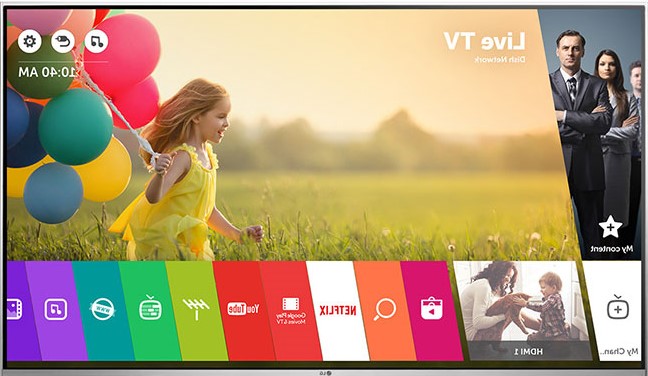 Live TV
Dish Network
10:40 AM
My content
www
YouTube
Google Play
Movies & TV
NETFLIX
HDMI 1
My Chan...
LG